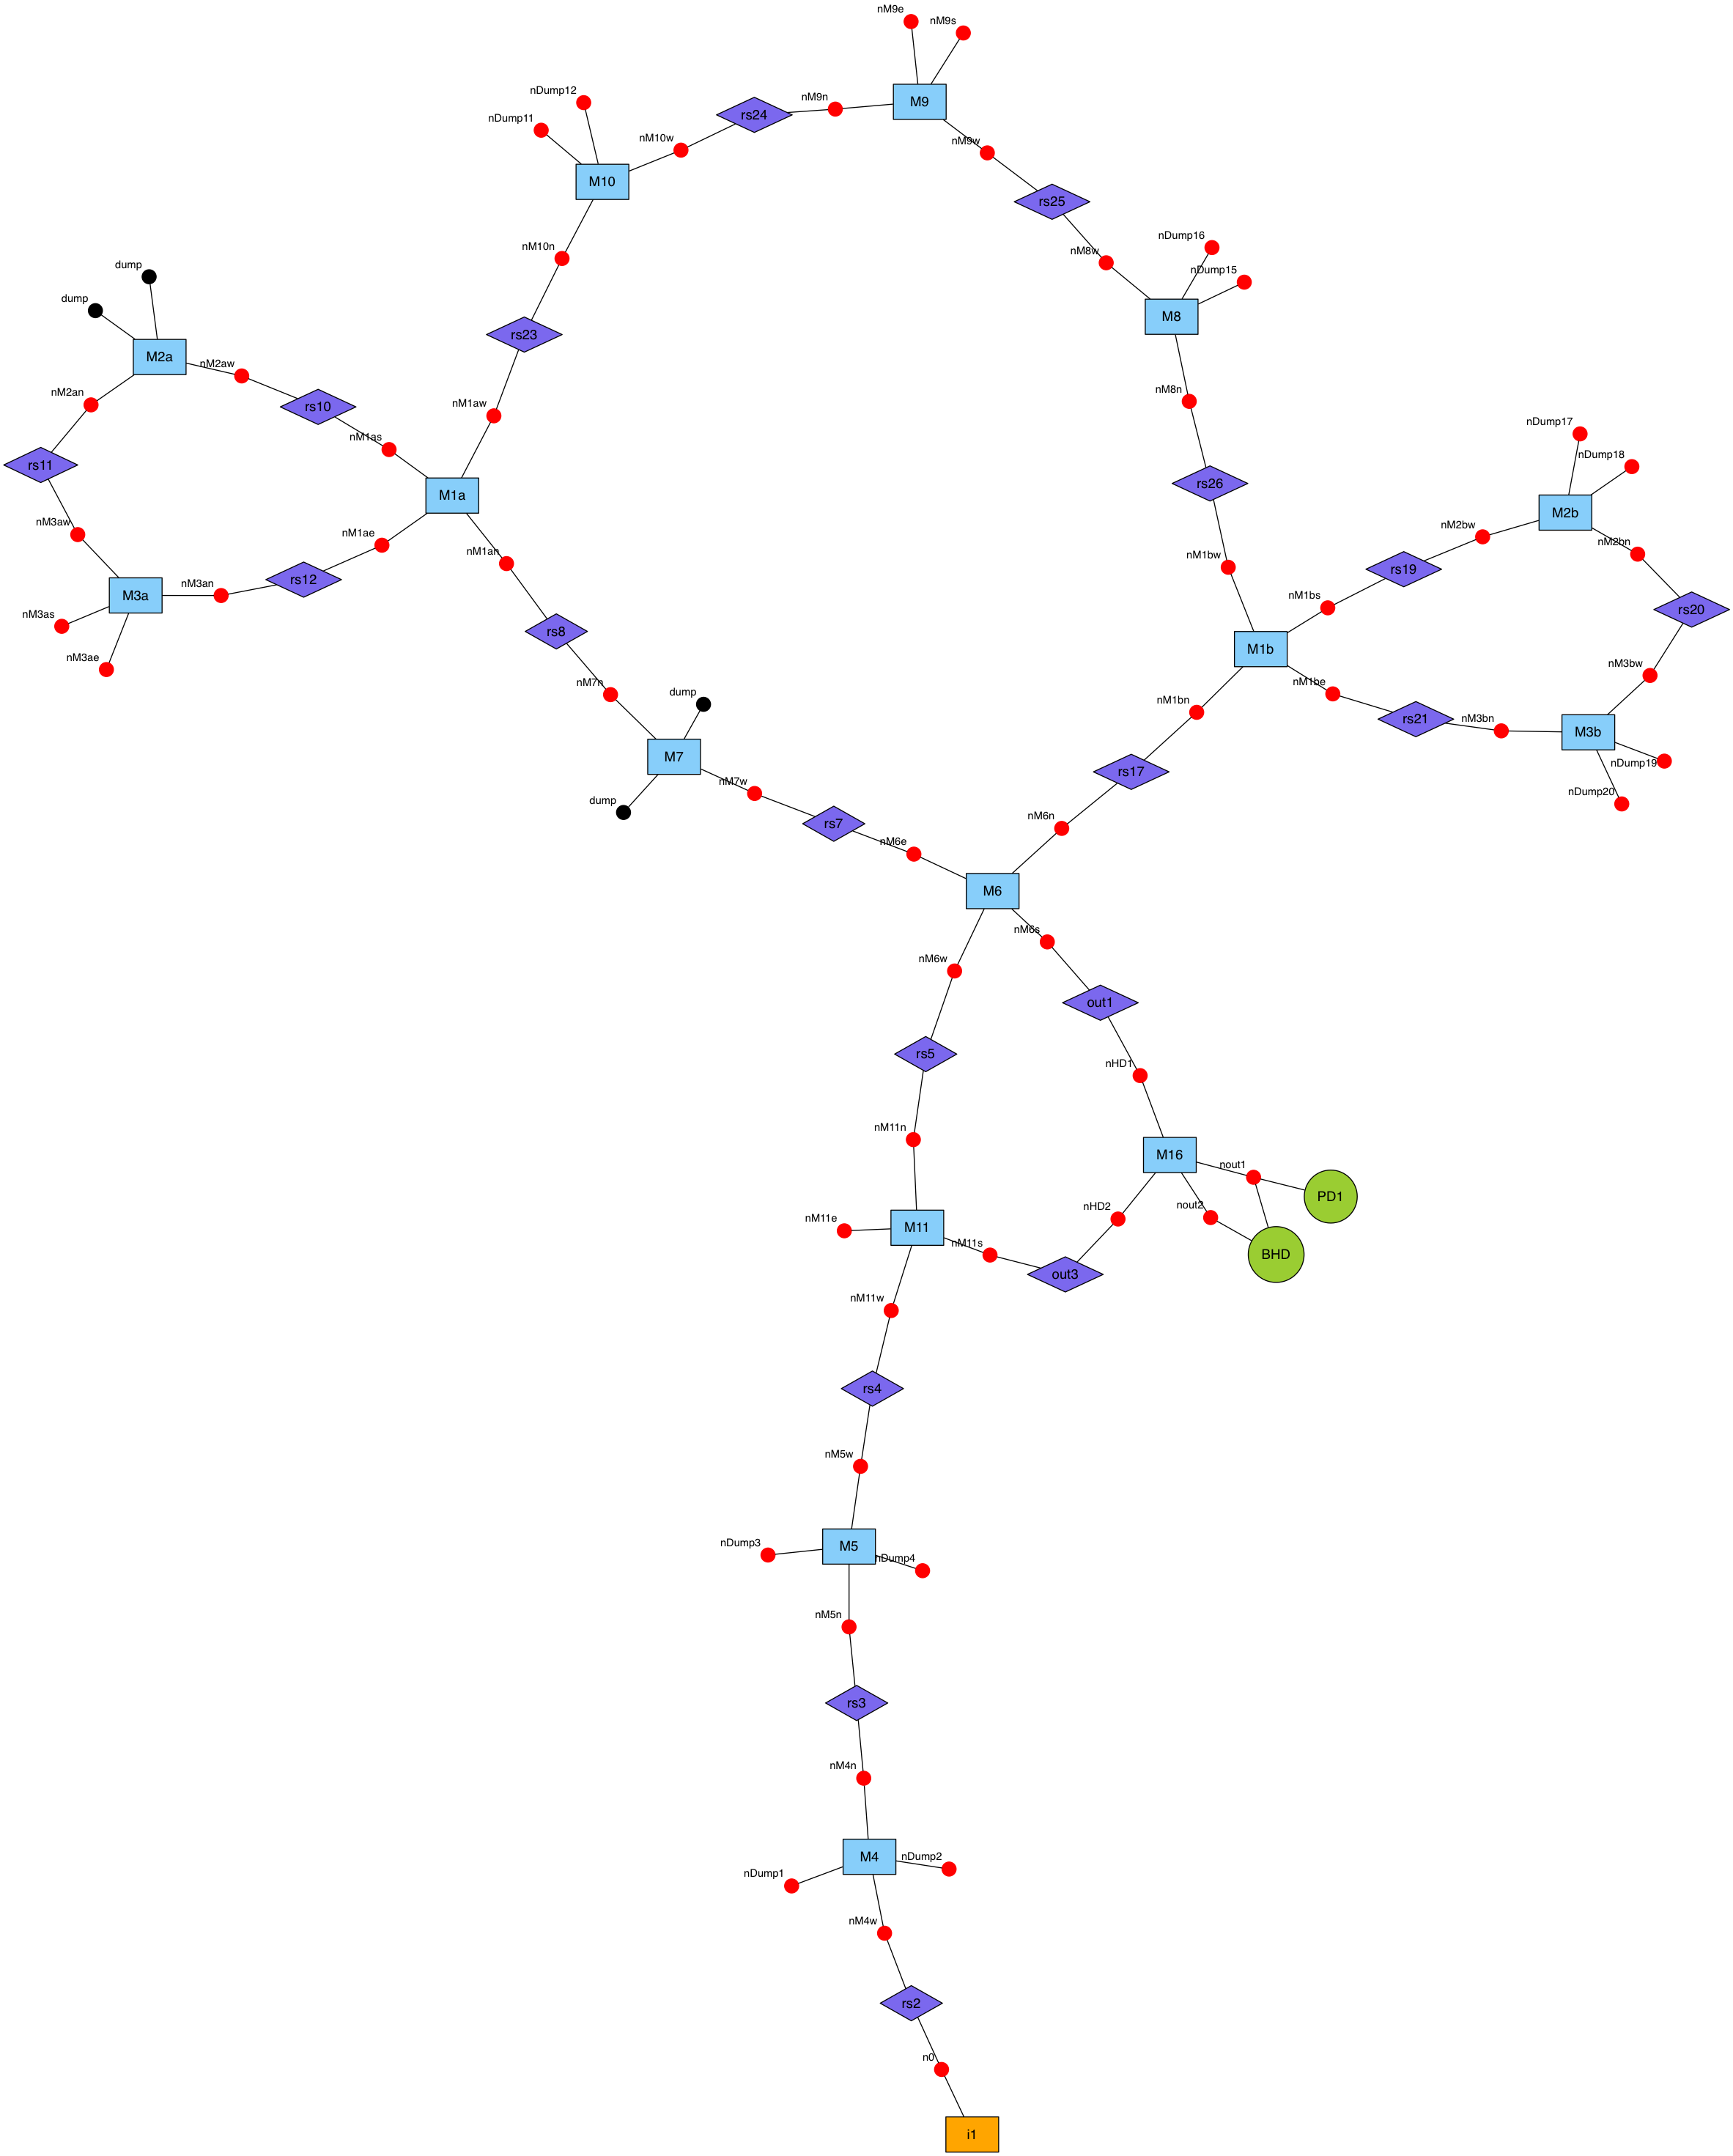 nM9e
nM9s
nDump12
nM9n
M9
nDump11
rs24
nM10w
nM9w
M10
rs25
nDump16
nM10n
nM8w
dump
nDump15
dump
M8
rs23
M2a
nM2aw
nM8n
nM2an
nM1aw
rs10
nDump17
nM1as
nDump18
rs11
rs26
M1a
M2b
nM3aw
nM2bw
nM1ae
nM2bn
nM1an
nM1bw
rs19
rs12
nM3an
M3a
nM1bs
rs20
nM3as
rs8
M1b
nM3ae
nM3bw
nM7n
nM1be
dump
nM1bn
rs21
nM3bn
M3b
M7
nDump19
rs17
nM7w
nDump20
dump
nM6n
rs7
nM6e
M6
nM6s
nM6w
out1
rs5
nHD1
nM11n
M16
nout1
PD1
nHD2
nout2
nM11e
M11
nM11s
BHD
out3
nM11w
rs4
nM5w
nDump3
M5
nDump4
nM5n
rs3
nM4n
M4
nDump2
nDump1
nM4w
rs2
n0
i1